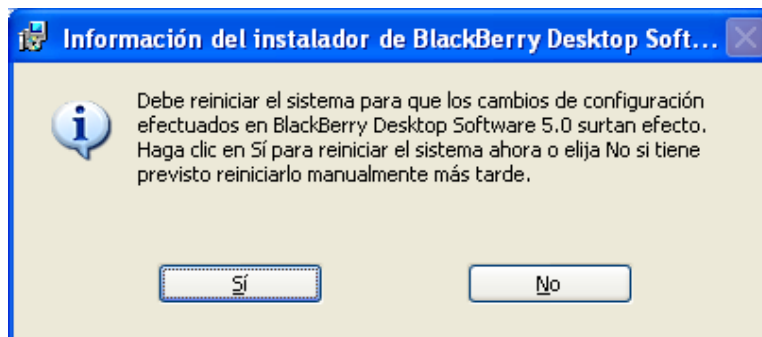 Información del instalador de BlackBerry Desktop Soft...
Debe reiniciar el sistema para que los cambios de configuración
efectuados en BlackBerry Desktop Software 5.0 surtan efecto.
Haga clic en Sí para reiniciar el sistema ahora o elija No si tiene
previsto reiniciarlo manualmente más tarde.
Sí
No